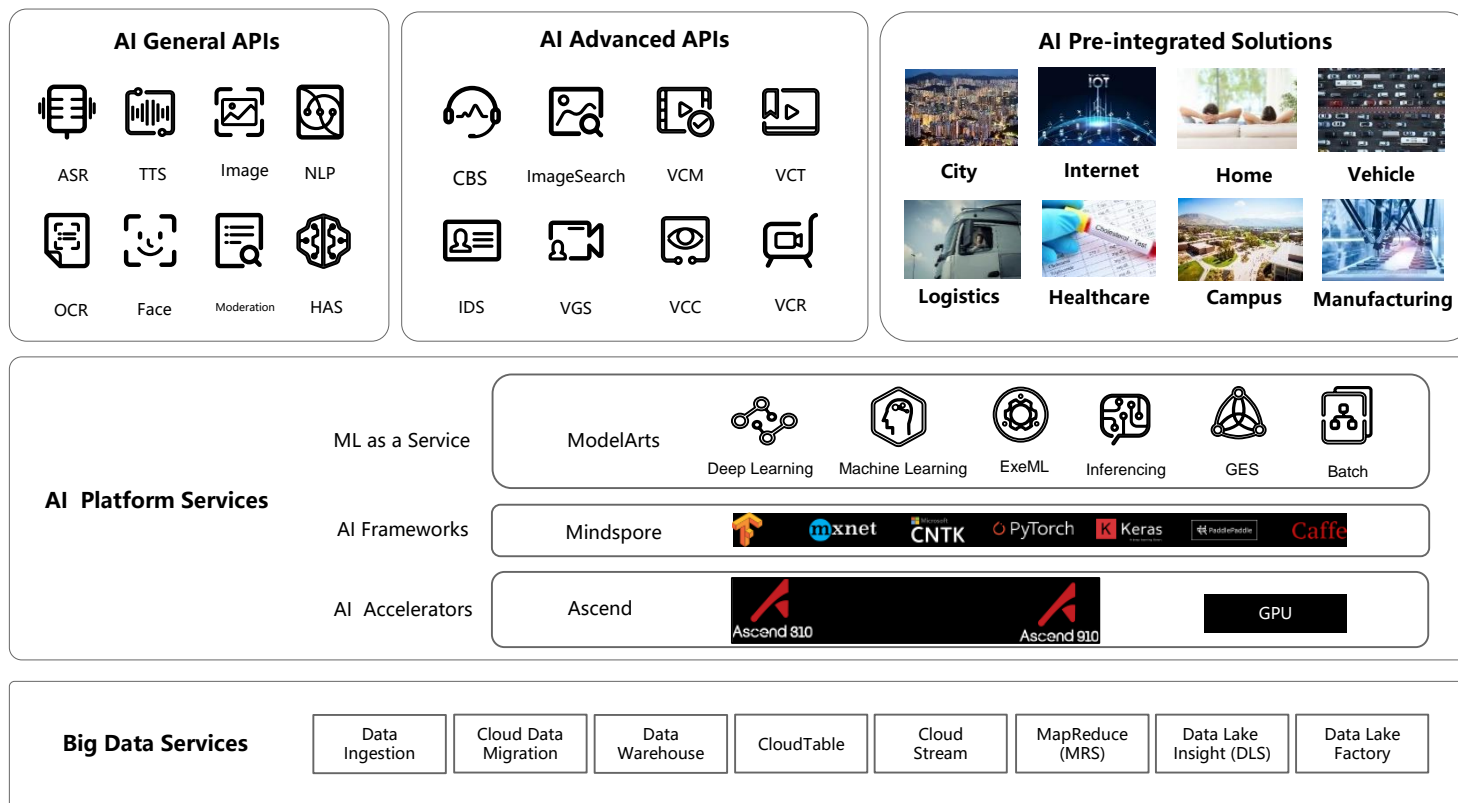 AI General APIs
ASR
TTS
Image
NLP
OCR
Face
Moderation
HAS
AI Advanced APIs
CBS
ImageSearch
VCM
VCT
IDS
VGS
VCC
VCR
AI Pre-integrated Solutions
IOT
City
Internet
Home
Vehicle
Cholesterol - Test
Logistics
Healthcare
Campus
Manufacturing
AI Platform Services
ML as a Service
ModelArts
Deep Learning
Machine Learning
ExeML
Inferencing
GES
Batch
AI Frameworks
Mindspore
mxnet
Microsoft
CNTK
PyTorch
K Keras
PaddlePaddle
Caffe
AI Accelerators
Ascend
Ascend 310
Ascend 910
GPU
Big Data Services
Data
Ingestion
Cloud Data
Migration
Data
Warehouse
CloudTable
Cloud
Stream
MapReduce
(MRS)
Data Lake
Insight (DLS)
Data Lake
Factory